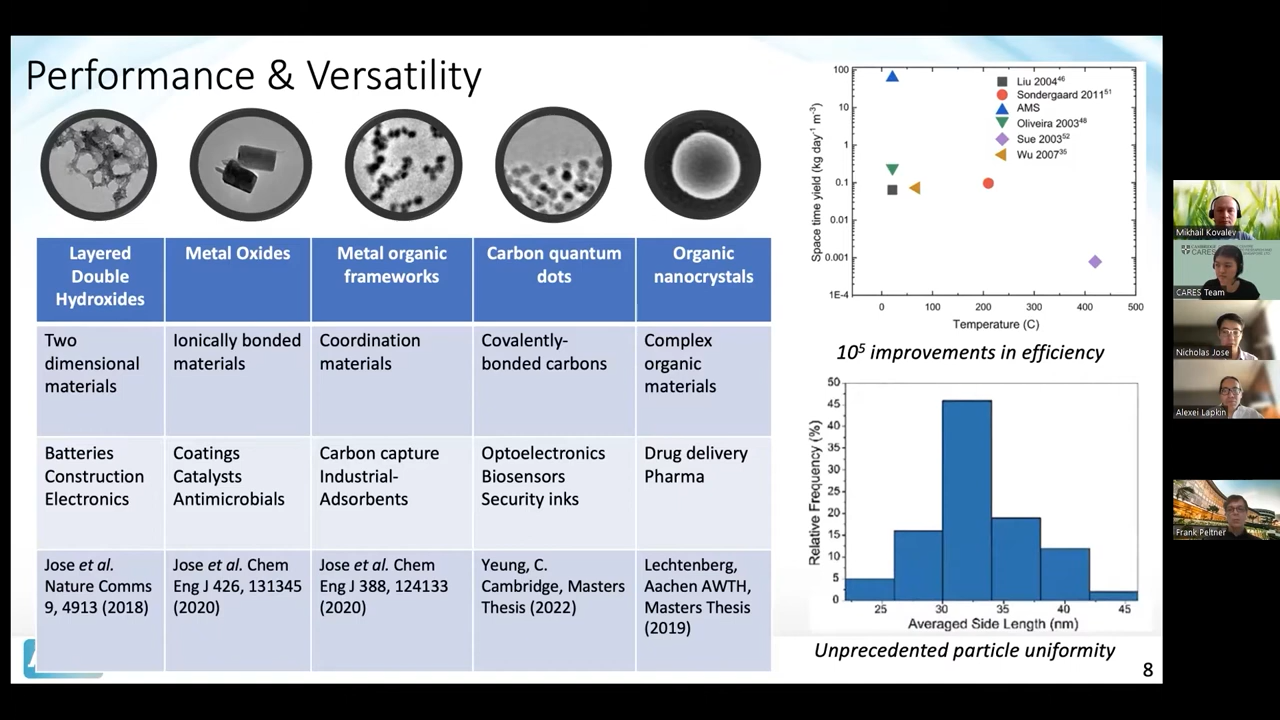 Performance & Versatility
Layered
Double
Hydroxides
Metal Oxides
Metal organic
frameworks
Carbon quantum
dots
Organic
nanocrystals
Two
dimensional
materials
Ionically bonded
materials
Coordination
materials
Covalently-
bonded carbons
Complex
organic
materials
Batteries
Construction
Electronics
Coatings
Catalysts
Antimicrobials
Carbon capture
Industrial-
Adsorbents
Optoelectronics
Biosensors
Security inks
Drug delivery
Pharma
Jose et al.
Nature Comms
9, 4913 (2018)
Jose et al. Chem
Eng J 426, 131345
(2020)
Jose et al. Chem
Eng J 388, 124133
(2020)
Yeung, C.
Cambridge, Masters
Thesis (2022)
Lechtenberg,
Aachen AWTH,
Masters Thesis
(2019)
Space time yield (kg day⁻¹ m⁻³)
100
10
1
0.1
0.01
0.001
1E-4
0 100 200 300 400 500
Temperature (C)
Liu 2004⁴⁶
Sondergaard 2011⁵¹
AMS
Oliveira 2003⁴⁸
Sue 2003⁵²
Wu 2007³⁵
10⁵ improvements in efficiency
Relative Frequency (%)
50
45
40
35
30
25
20
15
10
5
0
25 30 35 40 45
Averaged Side Length (nm)
Unprecedented particle uniformity
8
Mikhail Kovalev
CARES
CARES Team
Nicholas Jose
Alexei Lapkin
Frank Peltner